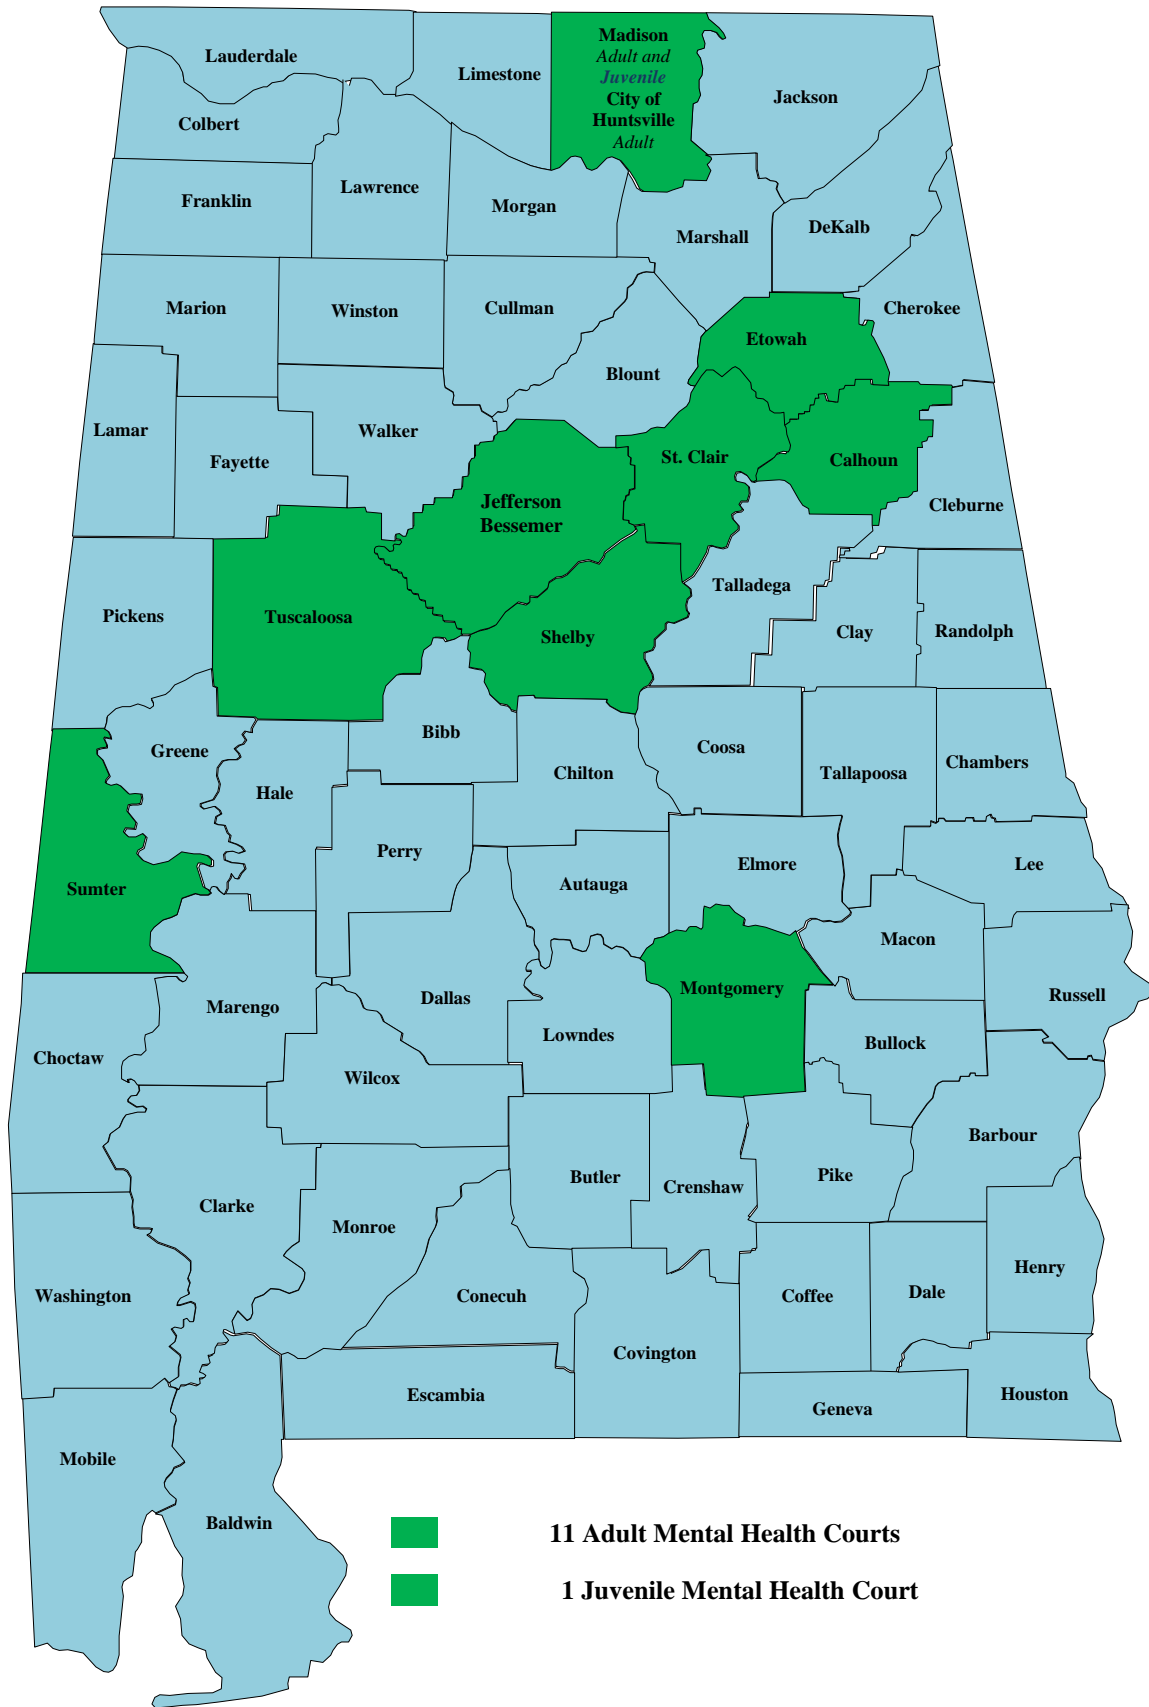 Lauderdale
Limestone
Madison
Adult and
Juvenile
City of
Huntsville
Adult
Jackson
Colbert
Franklin
Lawrence
Morgan
Marshall
DeKalb
Marion
Winston
Cullman
Etowah
Cherokee
Blount
Lamar
Fayette
Walker
St. Clair
Calhoun
Jefferson
Bessemer
Cleburne
Pickens
Tuscaloosa
Shelby
Talladega
Clay
Randolph
Greene
Bibb
Hale
Chilton
Coosa
Tallapoosa
Chambers
Sumter
Perry
Autauga
Elmore
Lee
Macon
Marengo
Dallas
Lowndes
Montgomery
Russell
Choctaw
Wilcox
Bullock
Barbour
Clarke
Monroe
Butler
Crenshaw
Pike
Washington
Conecuh
Covington
Coffee
Dale
Henry
Escambia
Geneva
Houston
Mobile
Baldwin
11 Adult Mental Health Courts
1 Juvenile Mental Health Court